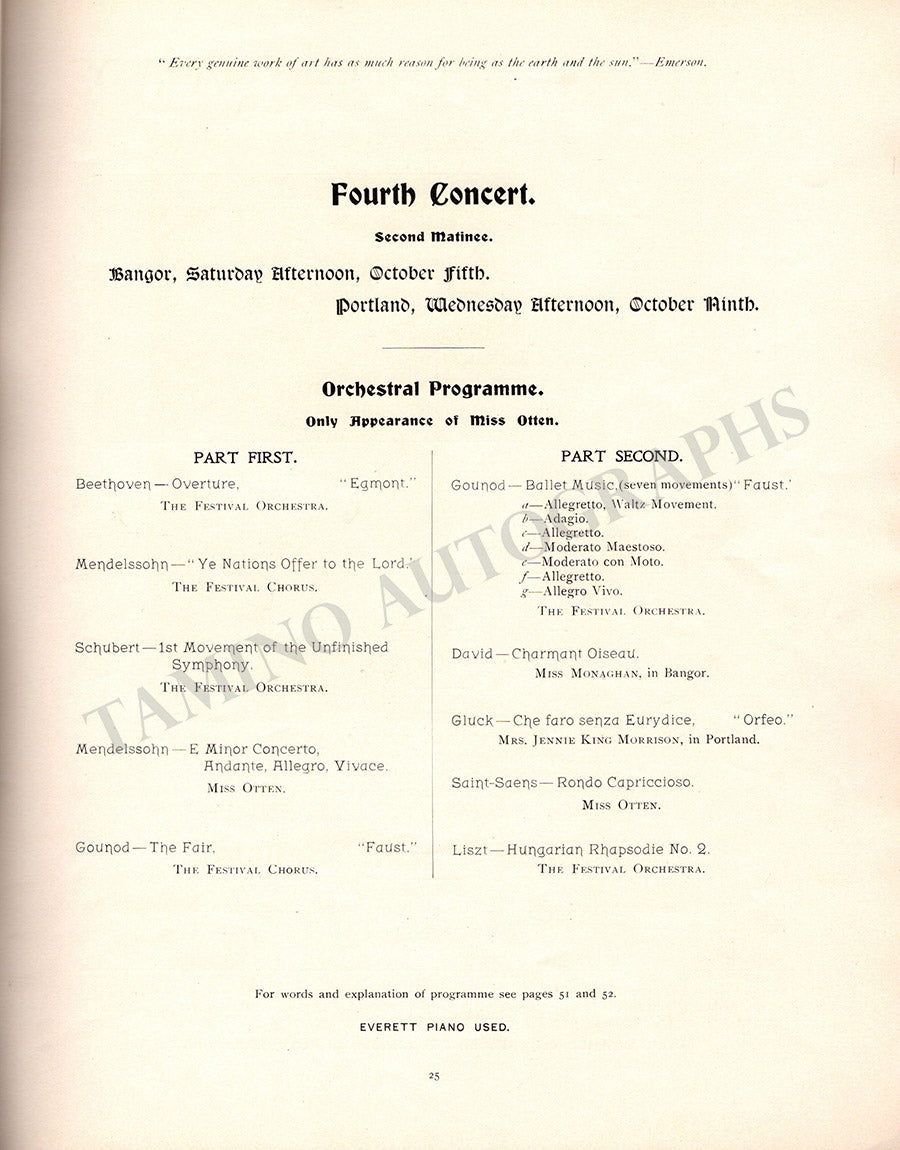 “ Every genuine work of art has as much reason for being as the earth and the sun.”—Emerson.
Fourth Concert.
Second Matinee.
Bangor, Saturday Afternoon, October Fifth.
Portland, Wednesday Afternoon, October Ninth.
Orchestral Programme.
Only Appearance of Miss Otten.
PART FIRST.
Beethoven — Overture, “Egmont.”
The Festival Orchestra.
Mendelssohn—“Ye Nations Offer to the Lord.’
The Festival Chorus.
Schubert—1st Movement of the Unfinished
Symphony.
The Festival Orchestra.
Mendelssohn—E Minor Concerto,
Andante, Allegro, Vivace.
Miss Otten.
Gounod—The Fair, “Faust.”
The Festival Chorus.
PART SECOND.
Gounod—Ballet Music,(seven movements)“Faust.’
a—Allegretto, Waltz Movement.
b—Adagio.
c—Allegretto.
d—Moderato Maestoso.
e—Moderato con Moto.
f—Allegretto.
g—Allegro Vivo.
The Festival Orchestra.
David—Charmant Oiseau.
Miss Monaghan, in Bangor.
Gluck—Che faro senza Eurydice, “Orfeo.”
Mrs. Jennie King Morrison, in Portland.
Saint-Saens—Rondo Capriccioso.
Miss Otten.
Liszt—Hungarian Rhapsodie No. 2.
The Festival Orchestra.
For words and explanation of programme see pages 51 and 52.
EVERETT PIANO USED.
25
TAMINO AUTOGRAPHS